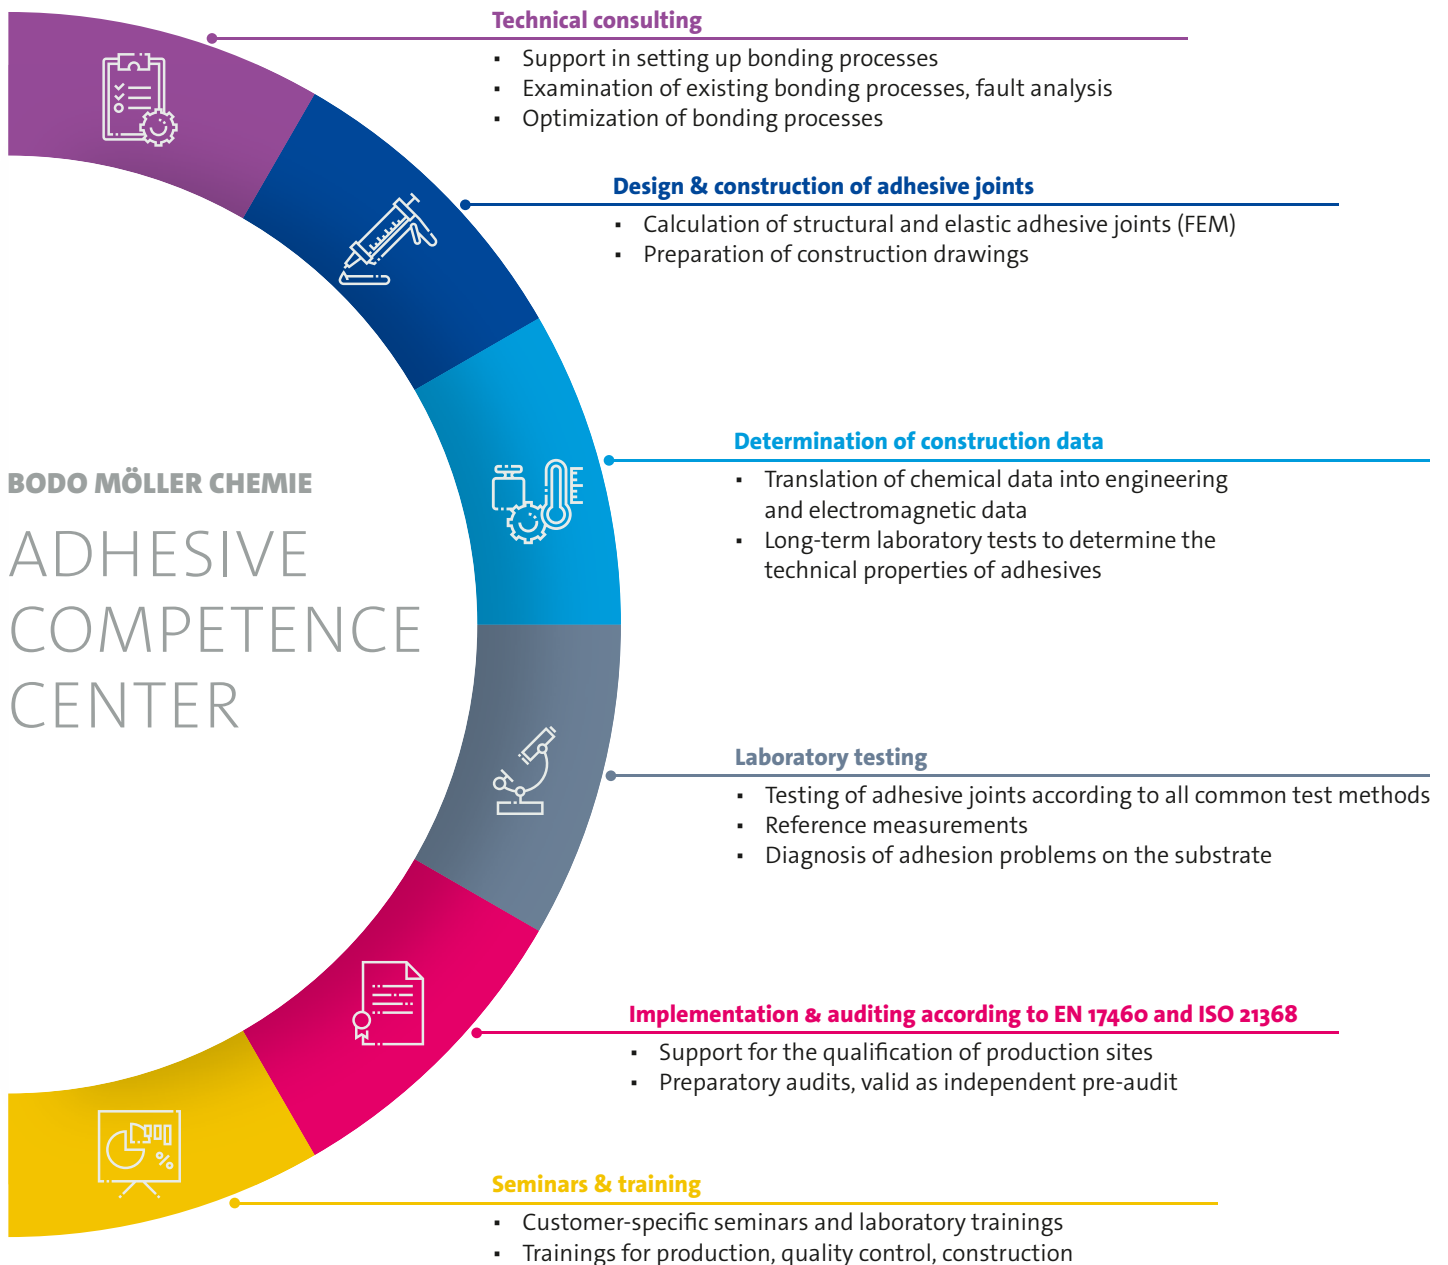 Technical consulting
▪ Support in setting up bonding processes
▪ Examination of existing bonding processes, fault analysis
▪ Optimization of bonding processes
Design & construction of adhesive joints
▪ Calculation of structural and elastic adhesive joints (FEM)
▪ Preparation of construction drawings
Determination of construction data
▪ Translation of chemical data into engineering
and electromagnetic data
▪ Long-term laboratory tests to determine the
technical properties of adhesives
BODO MÖLLER CHEMIE
ADHESIVE
COMPETENCE
CENTER
Laboratory testing
▪ Testing of adhesive joints according to all common test methods
▪ Reference measurements
▪ Diagnosis of adhesion problems on the substrate
Implementation & auditing according to EN 17460 and ISO 21368
▪ Support for the qualification of production sites
▪ Preparatory audits, valid as independent pre-audit
%
Seminars & training
▪ Customer-specific seminars and laboratory trainings
▪ Trainings for production, quality control, construction